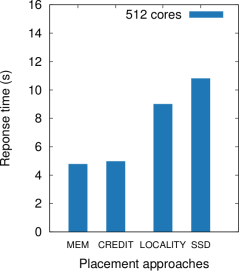 16
512 cores
14
12
10
8
6
4
2
0
Reponse time (s)
MEM CREDIT LOCALITY SSD
Placement approaches